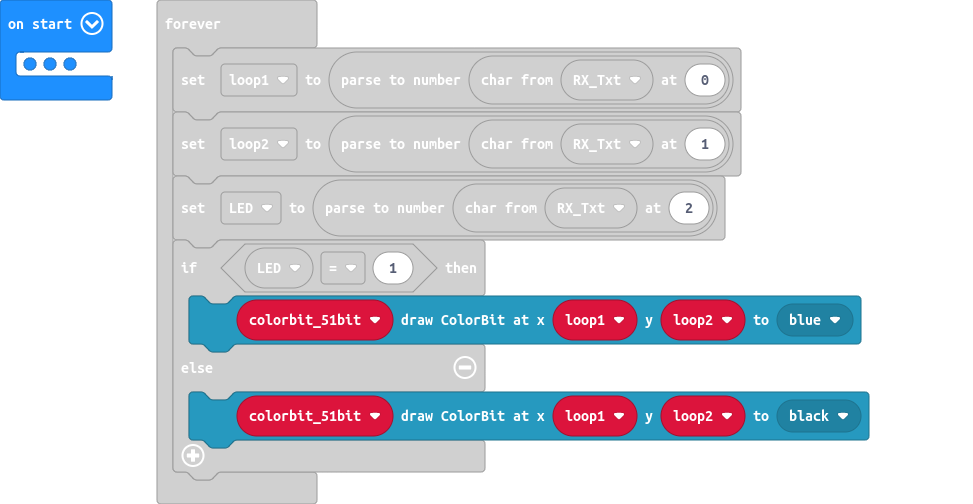 on start
forever
set loop1 to parse to number char from RX_Txt at 0
set loop2 to parse to number char from RX_Txt at 1
set LED to parse to number char from RX_Txt at 2
if LED = 1 then
colorbit_51bit draw ColorBit at x loop1 y loop2 to blue
else
colorbit_51bit draw ColorBit at x loop1 y loop2 to black